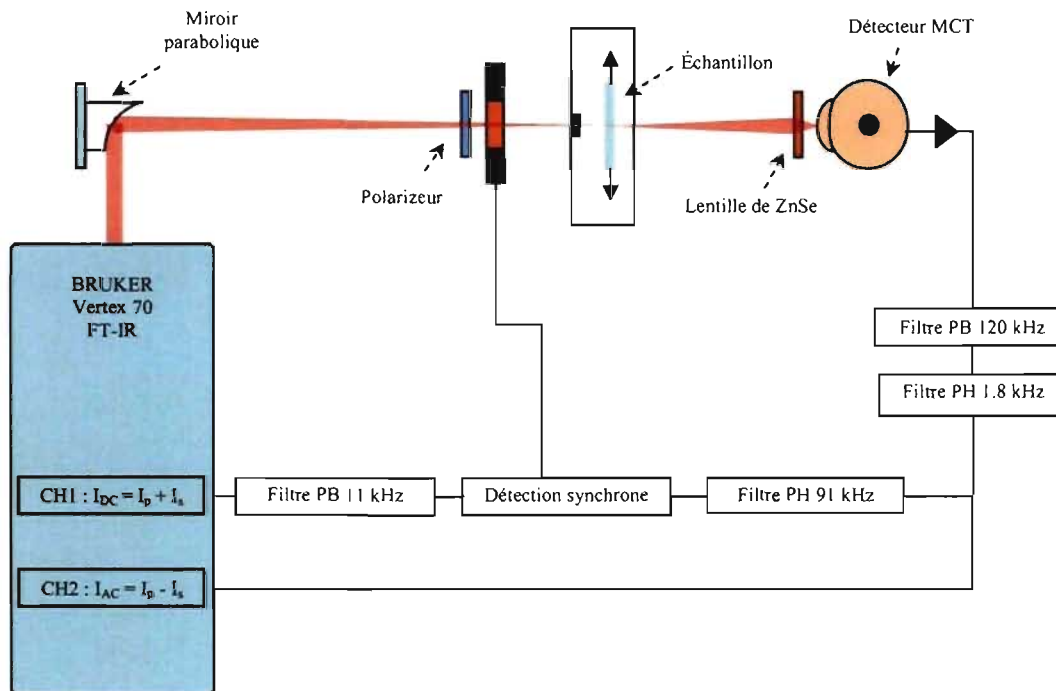 Miroir
parabolique
Détecteur MCT
Échantillon
Polarizeur
Lentille de ZnSe
BRUKER
Vertex 70
FT-IR
Filtre PB 120 kHz
Filtre PH 1.8 kHz
CH1 : I_DC = I_p + I_s
Filtre PB 11 kHz
Détection synchrone
Filtre PH 91 kHz
CH2 : I_AC = I_p - I_s